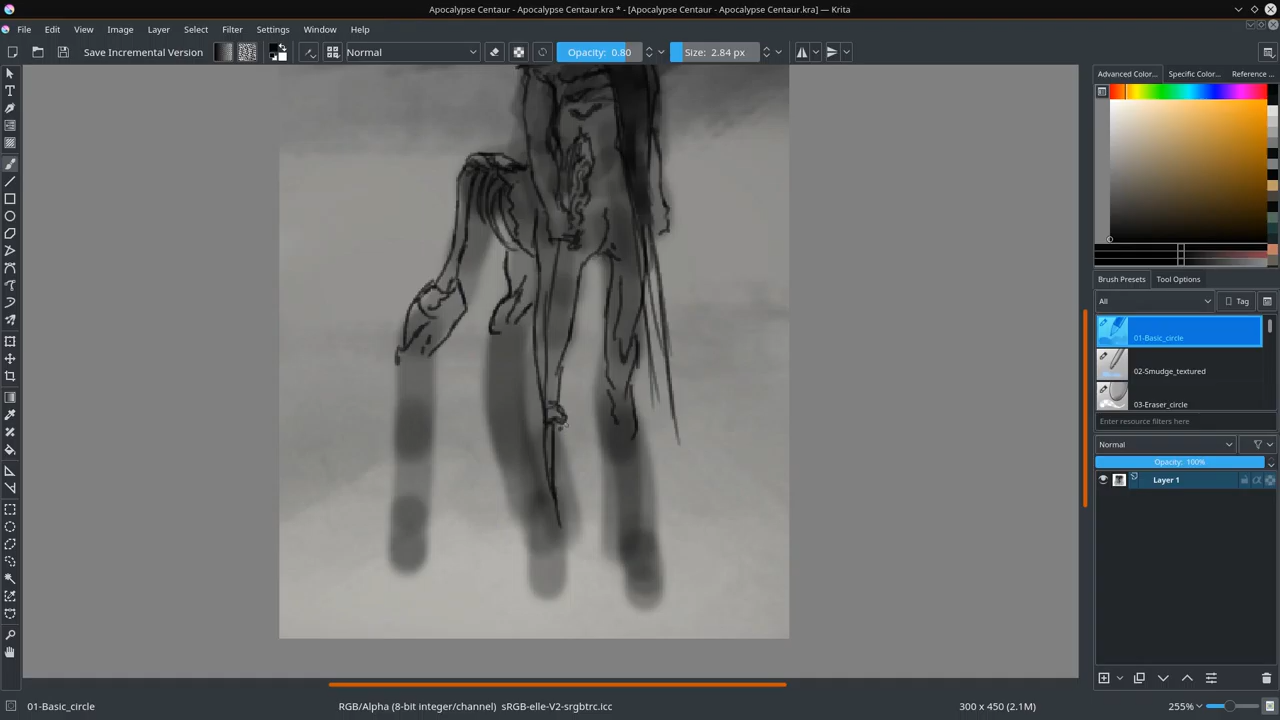 Apocalypse Centaur - Apocalypse Centaur.kra * - [Apocalypse Centaur - Apocalypse Centaur.kra] — Krita
File Edit View Image Layer Select Filter Settings Window Help
Save Incremental Version Normal Opacity: 0.80 Size: 2.84 px
Advanced Color... Specific Color... Reference ...
Brush Presets Tool Options
All Tag
01-Basic_circle
02-Smudge_textured
03-Eraser_circle
Enter resource filters here
Normal
Opacity: 100%
Layer 1
01-Basic_circle RGB/Alpha (8-bit integer/channel) sRGB-elle-V2-srgbtrc.icc 300 x 450 (2.1M) 255%